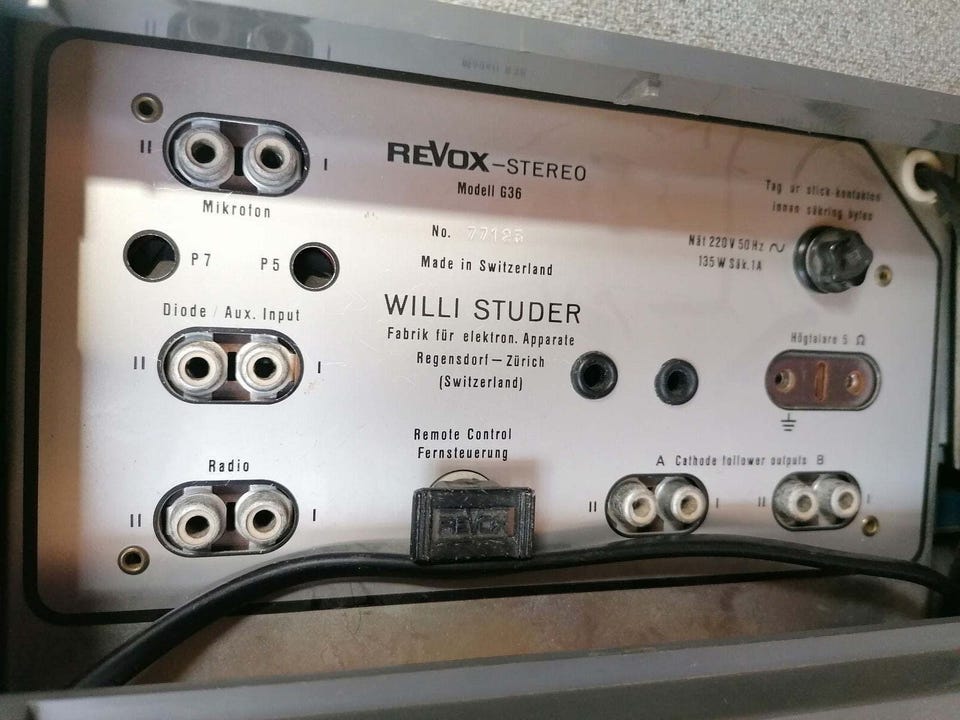 II I
Mikrofon
P7 P5
Diode / Aux. Input
II I
Radio
II I
REVOX-STEREO
Modell G36
No. 77125
Made in Switzerland
WILLI STUDER
Fabrik für elektron. Apparate
Regensdorf – Zürich
(Switzerland)
Remote Control
Fernsteuerung
REVOX
Tag ur stick-kontakten
innan säkring bytes
Nät 220V 50 Hz ~
135 W Säk. 1A
Högtalare 5 Ω
A Cathode follower outputs B
II I II I